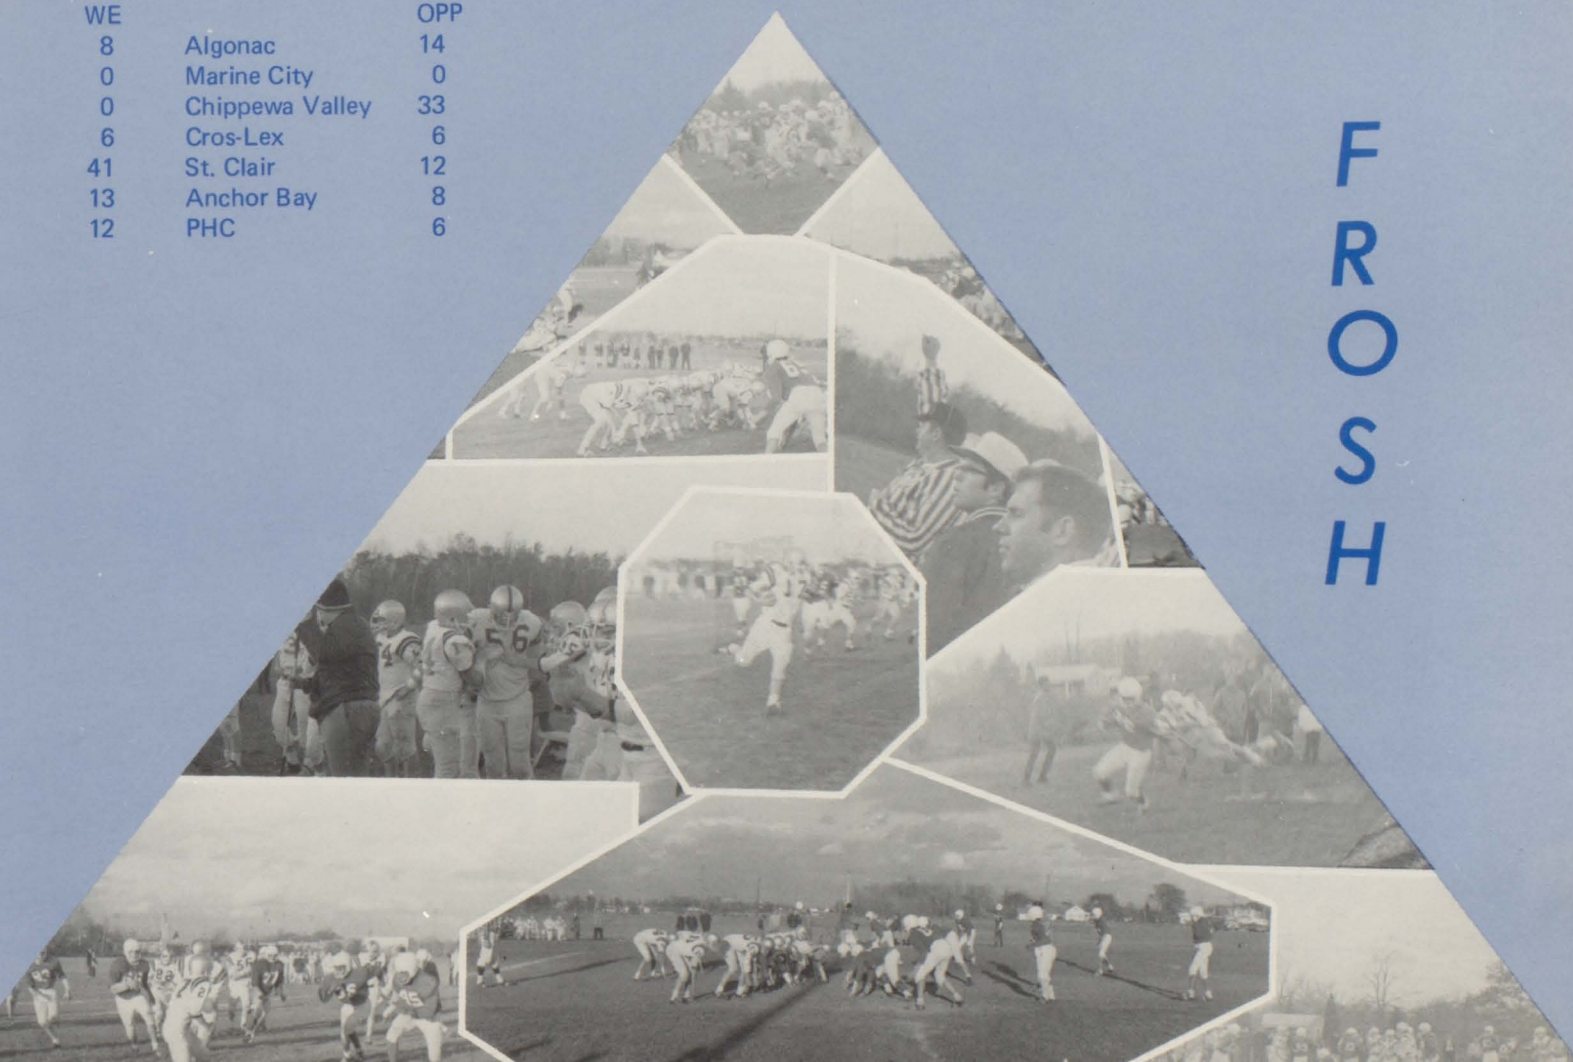 WE OPP
8 Algonac 14
0 Marine City 0
0 Chippewa Valley 33
6 Cros-Lex 6
41 St. Clair 12
13 Anchor Bay 8
12 PHC 6
F
R
O
S
H
56